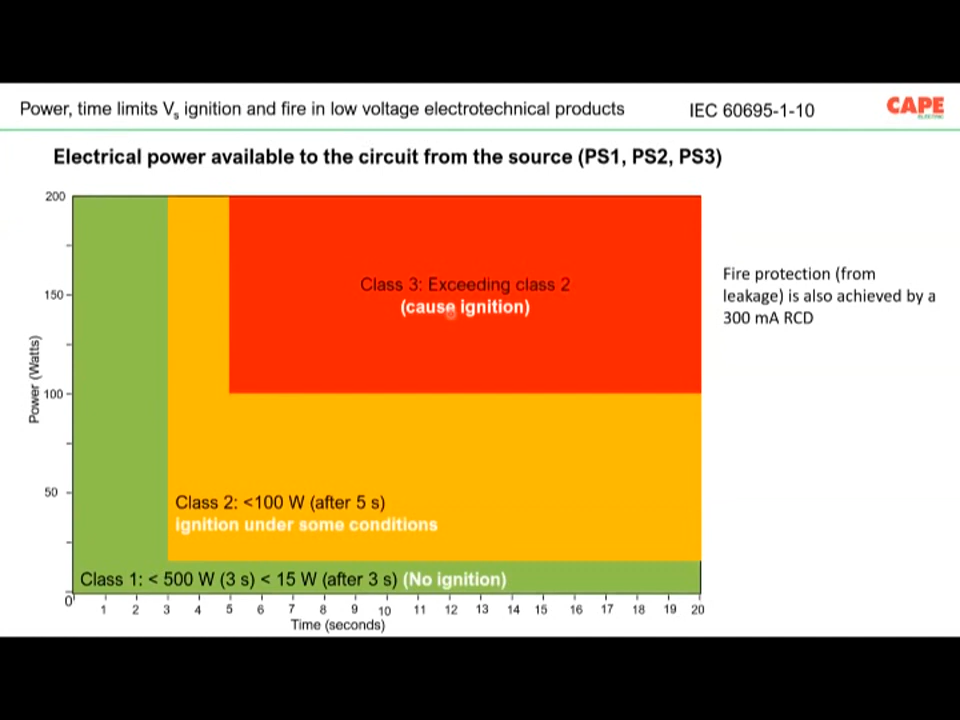 Power, time limits Vs ignition and fire in low voltage electrotechnical products
IEC 60695-1-10
CAPE
ELECTRIC
Electrical power available to the circuit from the source (PS1, PS2, PS3)
200
150
100
50
0
Power (Watts)
Class 3: Exceeding class 2
(cause ignition)
Class 2: <100 W (after 5 s)
ignition under some conditions
Class 1: < 500 W (3 s) < 15 W (after 3 s) (No ignition)
1 2 3 4 5 6 7 8 9 10 11 12 13 14 15 16 17 18 19 20
Time (seconds)
Fire protection (from
leakage) is also achieved by a
300 mA RCD